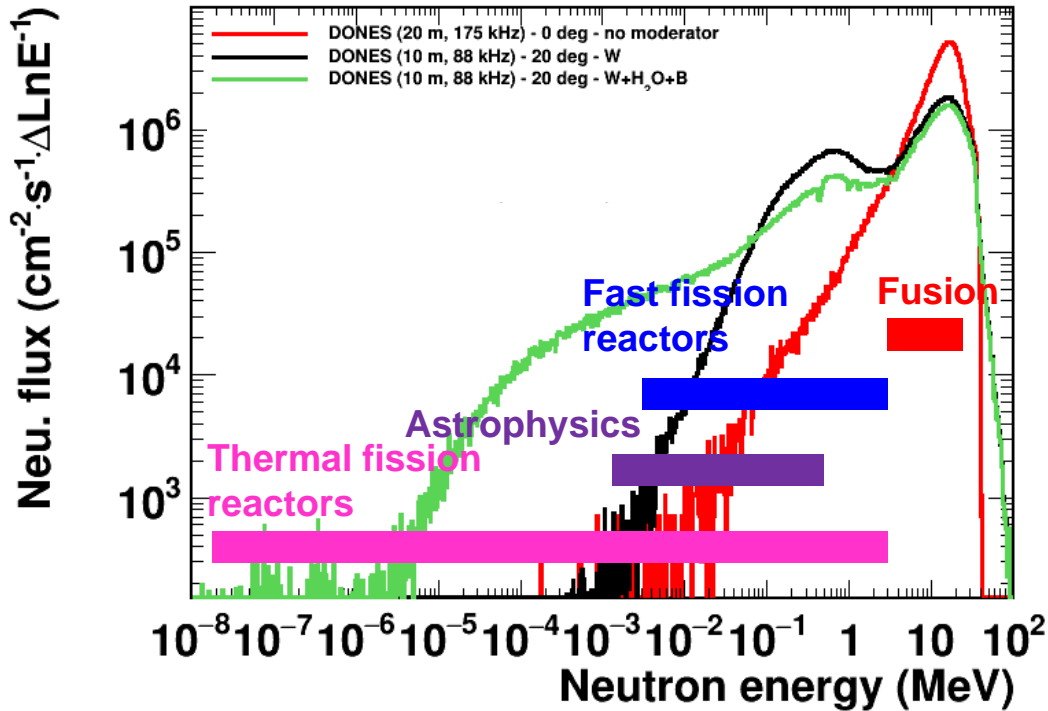 DONES (20 m, 175 kHz) - 0 deg - no moderator
DONES (10 m, 88 kHz) - 20 deg - W
DONES (10 m, 88 kHz) - 20 deg - W+H₂O+B
Neu. flux (cm⁻²·s⁻¹·ΔLnE⁻¹)
10⁶
10⁵
10⁴
10³
Fast fission
reactors
Fusion
Astrophysics
Thermal fission
reactors
10⁻⁸ 10⁻⁷ 10⁻⁶ 10⁻⁵ 10⁻⁴ 10⁻³ 10⁻² 10⁻¹ 1 10 10²
Neutron energy (MeV)